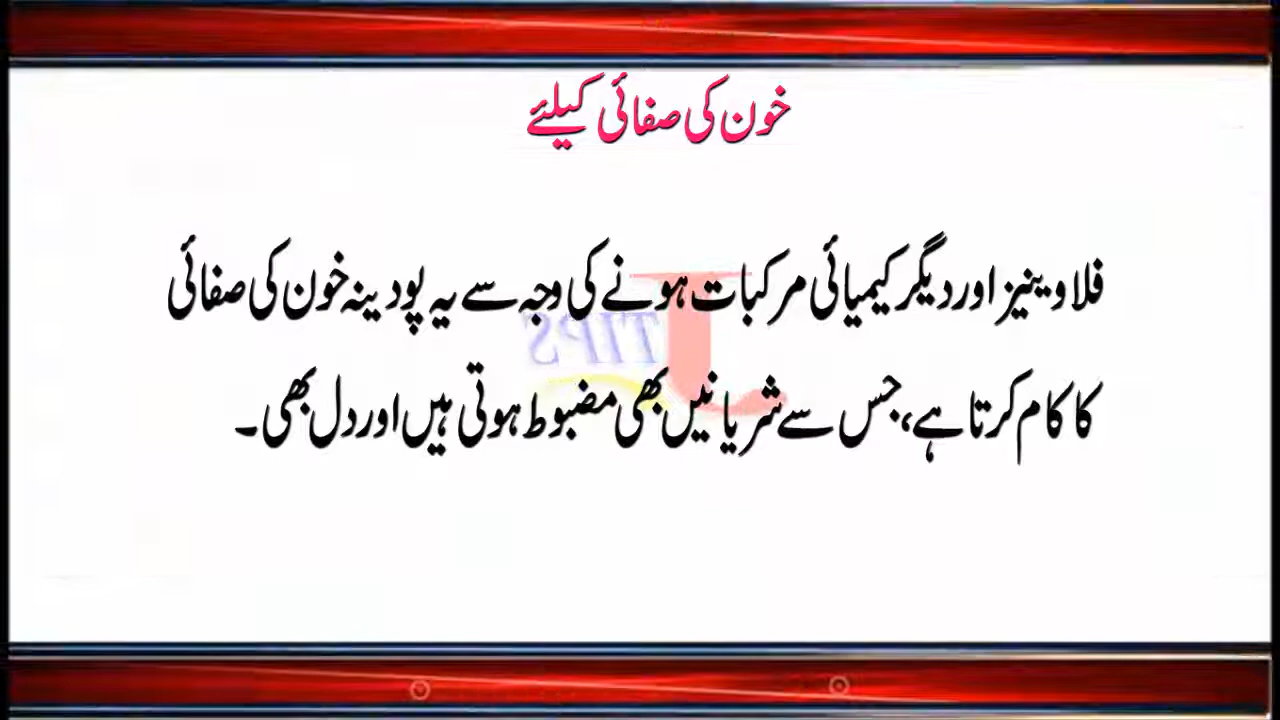 خون کی صفائی کیلئے
فلاوینیز اور دیگر کیمیائی مرکبات ہونے کی وجہ سے یہ پودینہ خون کی صفائی
کا کام کرتا ہے، جس سے شریانیں بھی مضبوط ہوتی ہیں اور دل بھی۔
TIPS